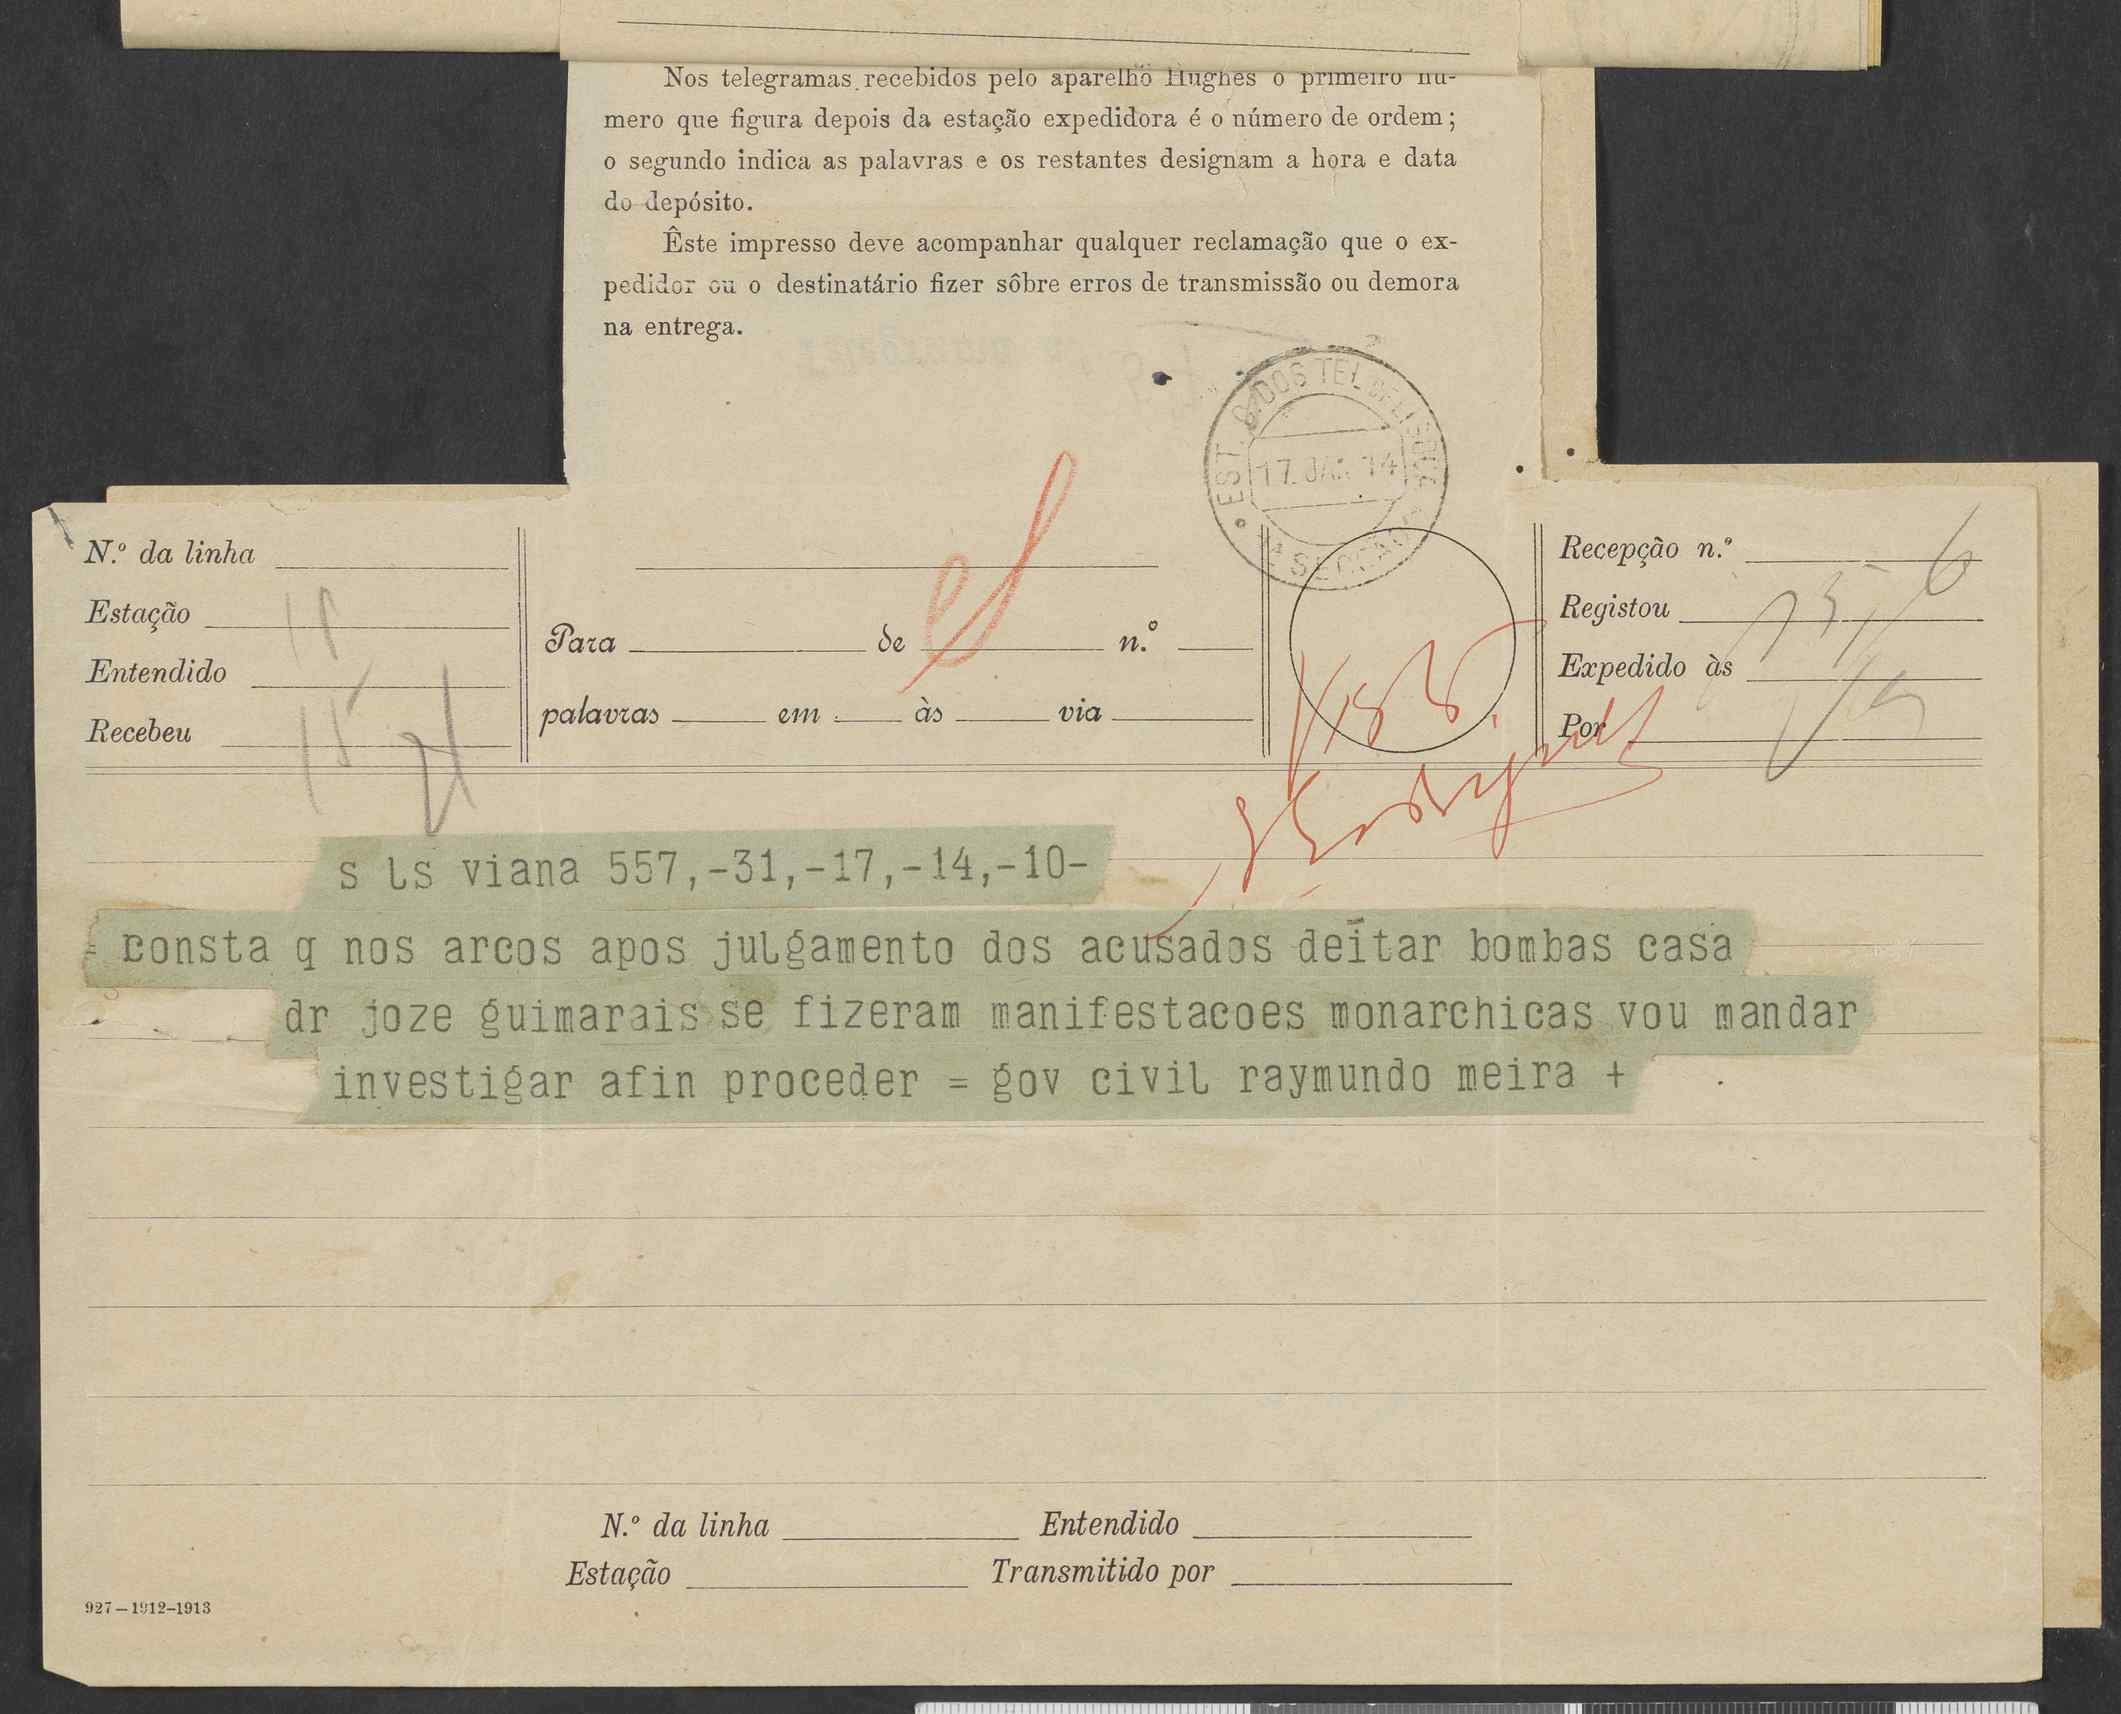 Nos telegramas recebidos pelo aparelho Hughes o primeiro nú-
mero que figura depois da estação expedidora é o número de ordem;
o segundo indica as palavras e os restantes designam a hora e data
do depósito.
Êste impresso deve acompanhar qualquer reclamação que o ex-
pedidor ou o destinatário fizer sôbre erros de transmissão ou demora
na entrega.
17. JAN. 14
N.º da linha
Estação
Entendido
Recebeu
Para de n.º
palavras em às via
Recepção n.º
Registou
Expedido às
Por
s ls viana 557,-31,-17,-14,-10-
= consta q nos arcos apos julgamento dos acusados deitar bombas casa
dr joze guimarais se fizeram manifestacoes monarchicas vou mandar
investigar afin proceder = gov civil raymundo meira +
N.º da linha Entendido
Estação Transmitido por
927-1912-1913